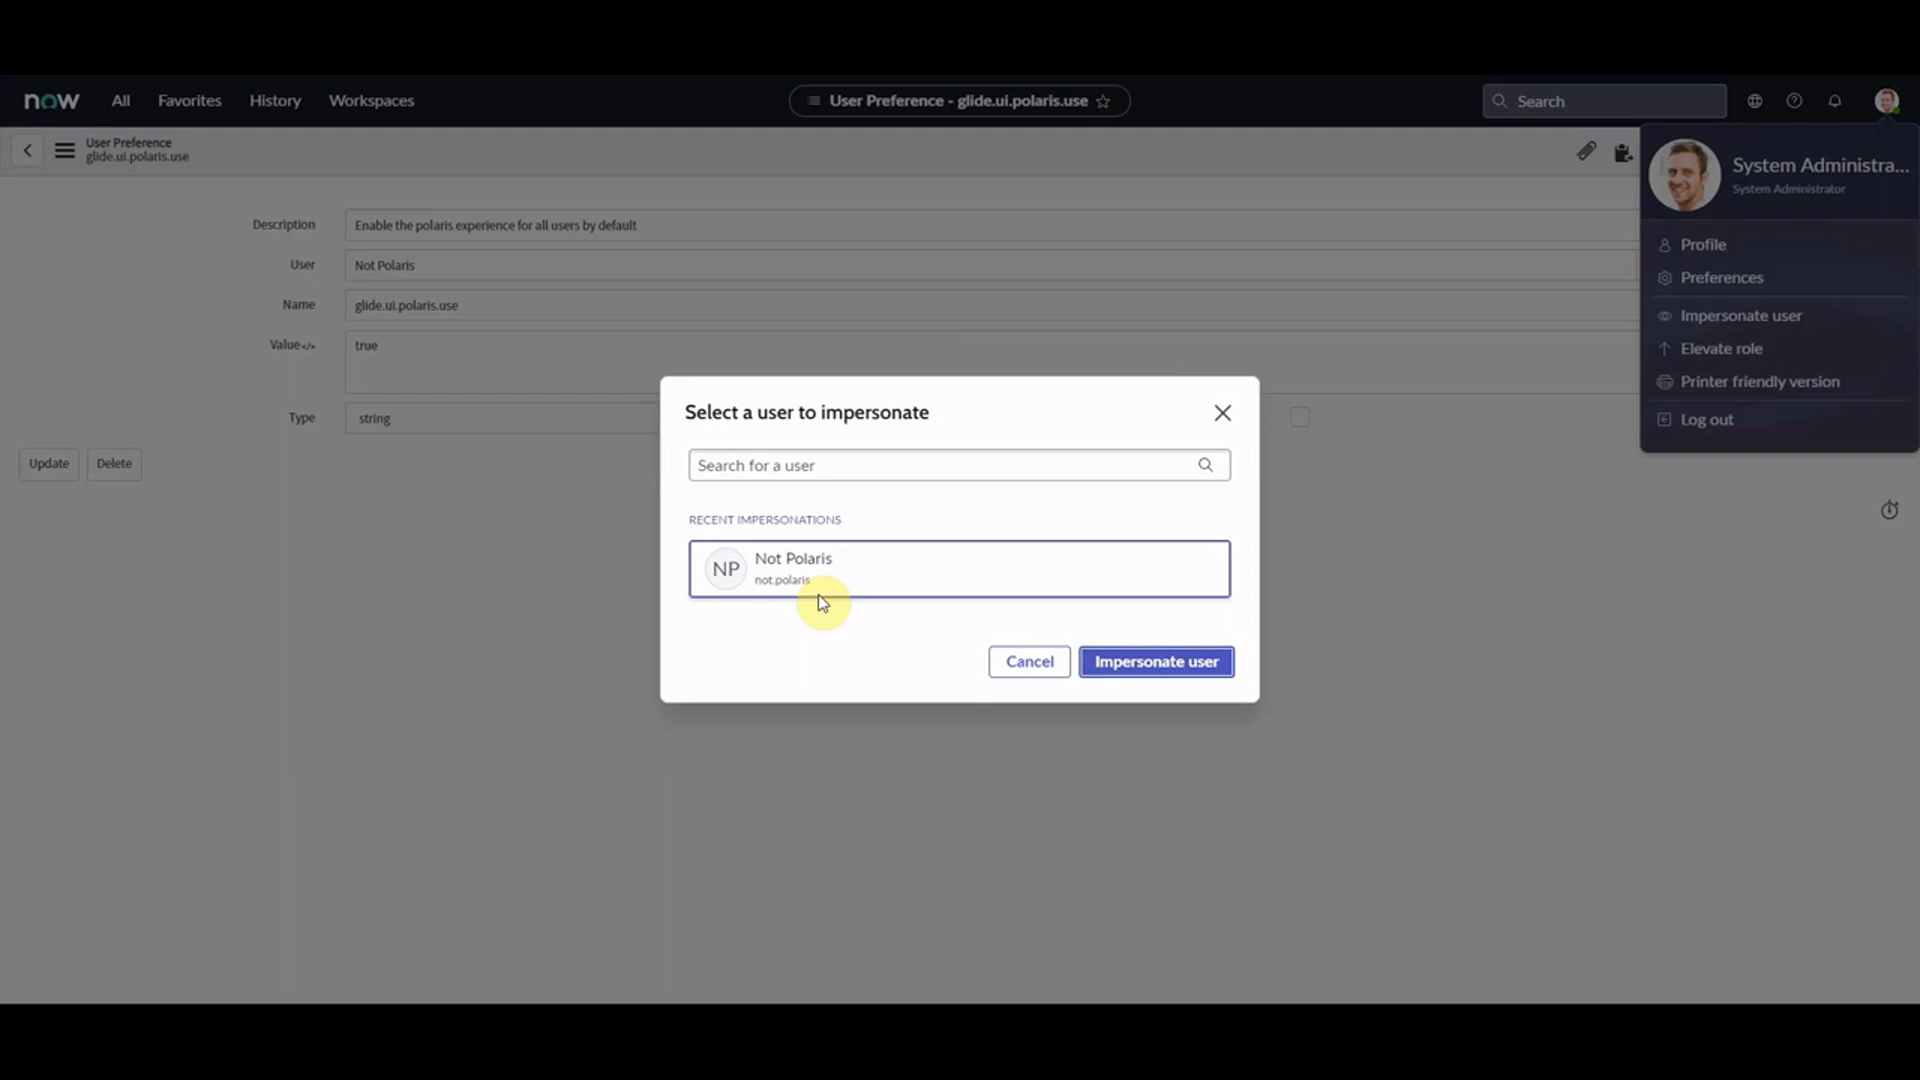 now All Favorites History Workspaces User Preference - glide.ui.polaris.use Search
User Preference
glide.ui.polaris.use
System Administra...
System Administrator
Profile
Preferences
Impersonate user
Elevate role
Printer friendly version
Log out
Description Enable the polaris experience for all users by default
User Not Polaris
Name glide.ui.polaris.use
Value true
Type string
Update Delete
Select a user to impersonate
Search for a user
RECENT IMPERSONATIONS
NP Not Polaris
not.polaris
Cancel Impersonate user